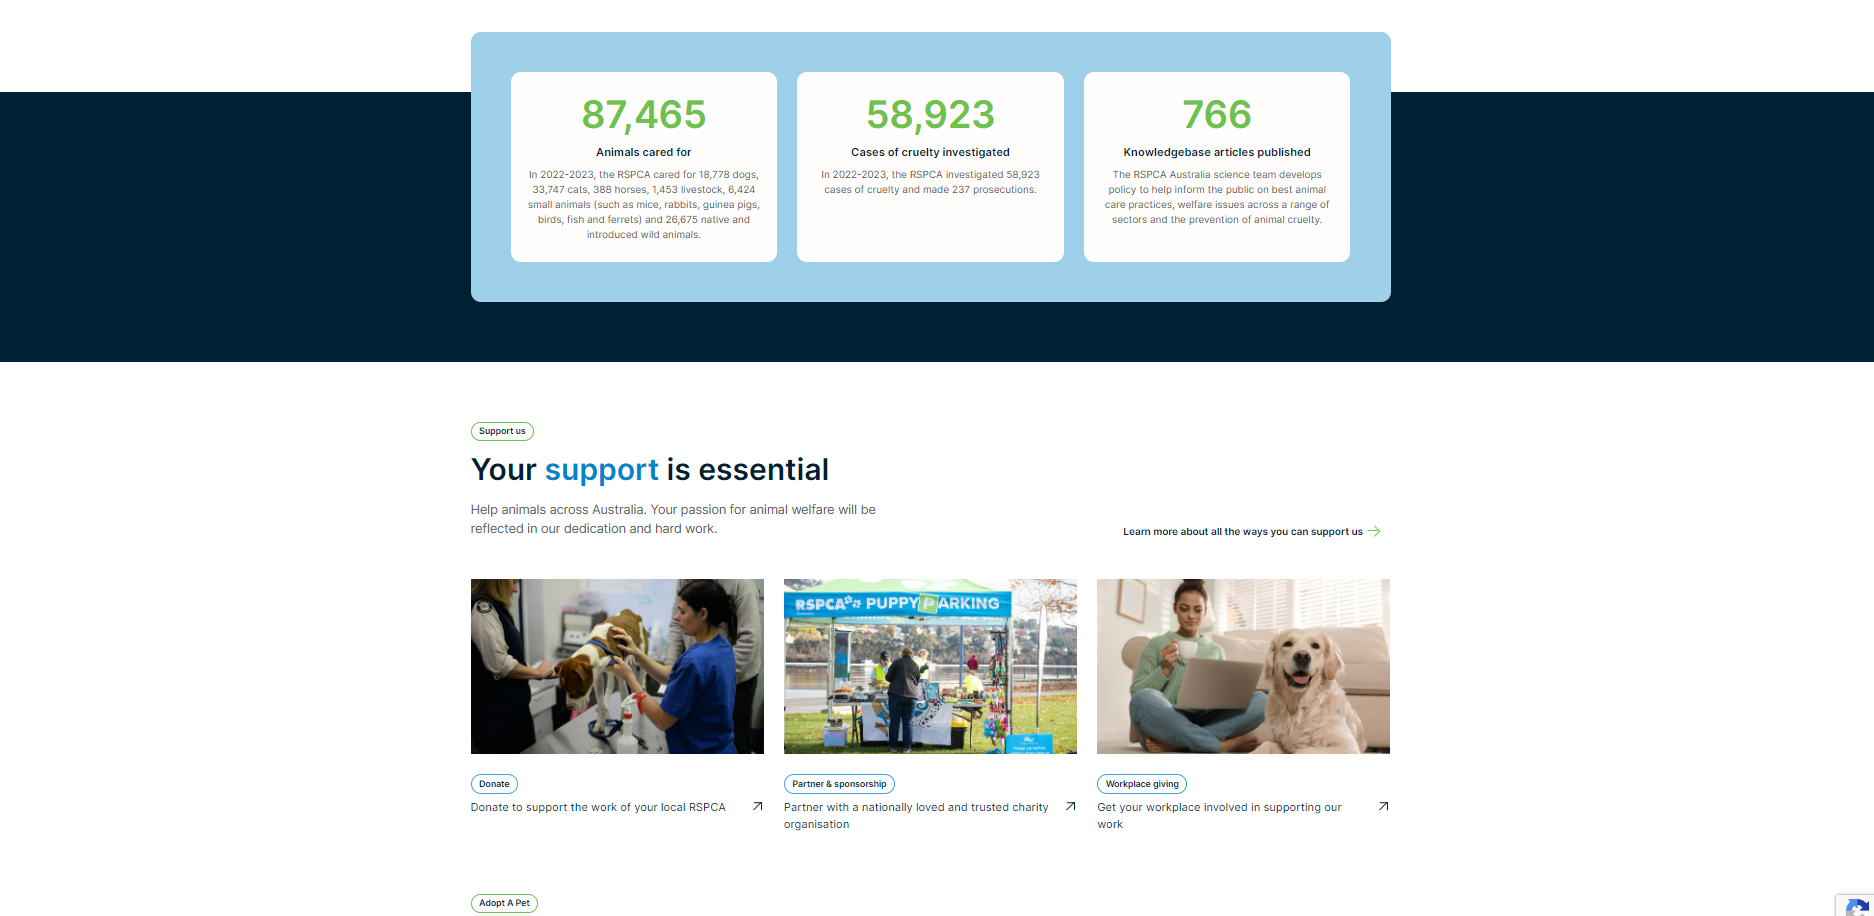 87,465
Animals cared for
In 2022-2023, the RSPCA cared for 18,778 dogs,
33,747 cats, 388 horses, 1,453 livestock, 6,424
small animals (such as mice, rabbits, guinea pigs,
birds, fish and ferrets) and 26,675 native and
introduced wild animals.
58,923
Cases of cruelty investigated
In 2022-2023, the RSPCA investigated 58,923
cases of cruelty and made 237 prosecutions.
766
Knowledgebase articles published
The RSPCA Australia science team develops
policy to help inform the public on best animal
care practices, welfare issues across a range of
sectors and the prevention of animal cruelty.
Support us
Your support is essential
Help animals across Australia. Your passion for animal welfare will be
reflected in our dedication and hard work.
Learn more about all the ways you can support us
RSPCA PUPPY PARKING
Donate
Donate to support the work of your local RSPCA
Partner & sponsorship
Partner with a nationally loved and trusted charity
organisation
Workplace giving
Get your workplace involved in supporting our
work
Adopt A Pet